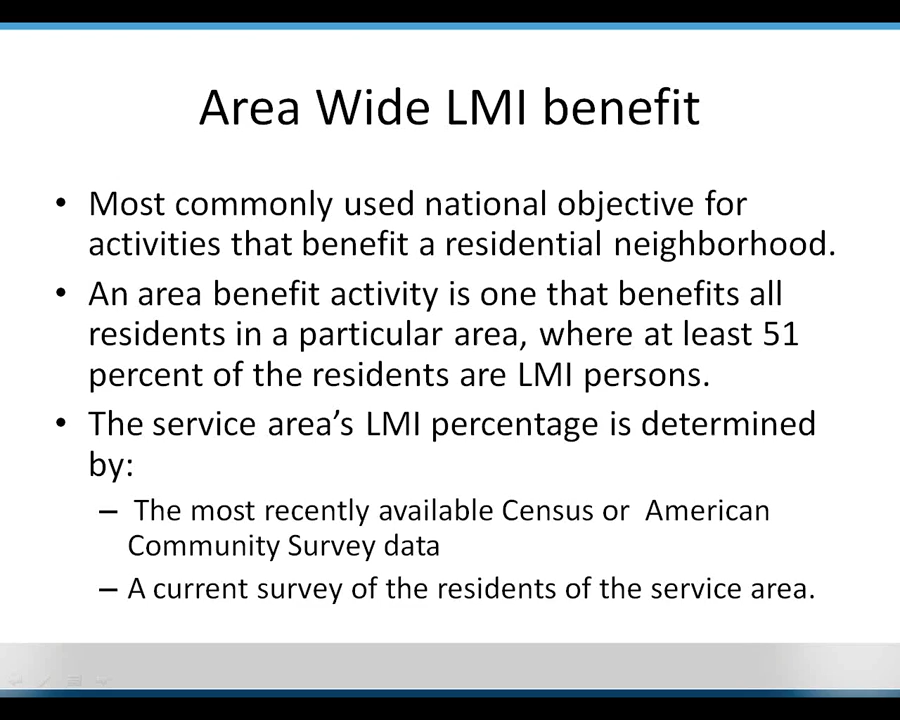 Area Wide LMI benefit
• Most commonly used national objective for
activities that benefit a residential neighborhood.
• An area benefit activity is one that benefits all
residents in a particular area, where at least 51
percent of the residents are LMI persons.
• The service area’s LMI percentage is determined
by:
– The most recently available Census or  American
Community Survey data
– A current survey of the residents of the service area.